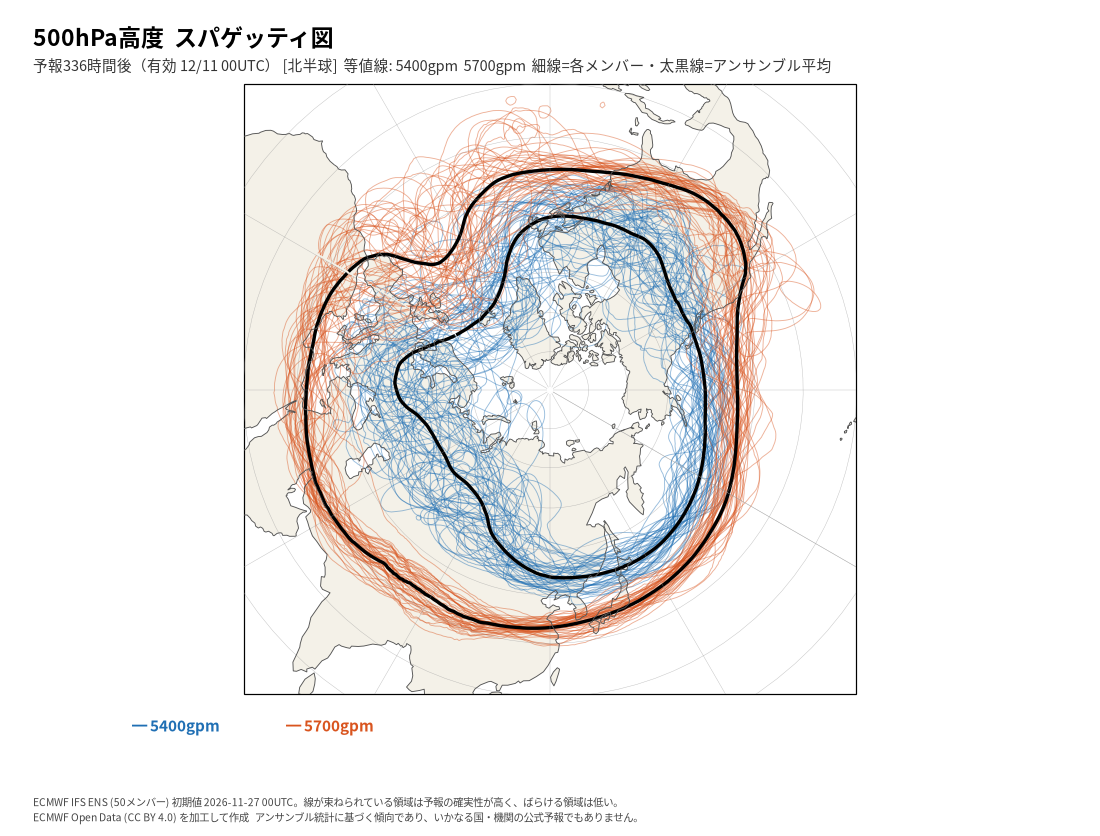 500hPa高度 スパゲッティ図
予報336時間後（有効 12/11 00UTC） [北半球] 等値線: 5400gpm 5700gpm 細線=各メンバー・太黒線=アンサンブル平均
5400gpm 5700gpm
ECMWF IFS ENS (50メンバー) 初期値 2026-11-27 00UTC。線が束ねられている領域は予報の確実性が高く、ばらける領域は低い。
ECMWF Open Data (CC BY 4.0) を加工して作成 アンサンブル統計に基づく傾向であり、いかなる国・機関の公式予報でもありません。